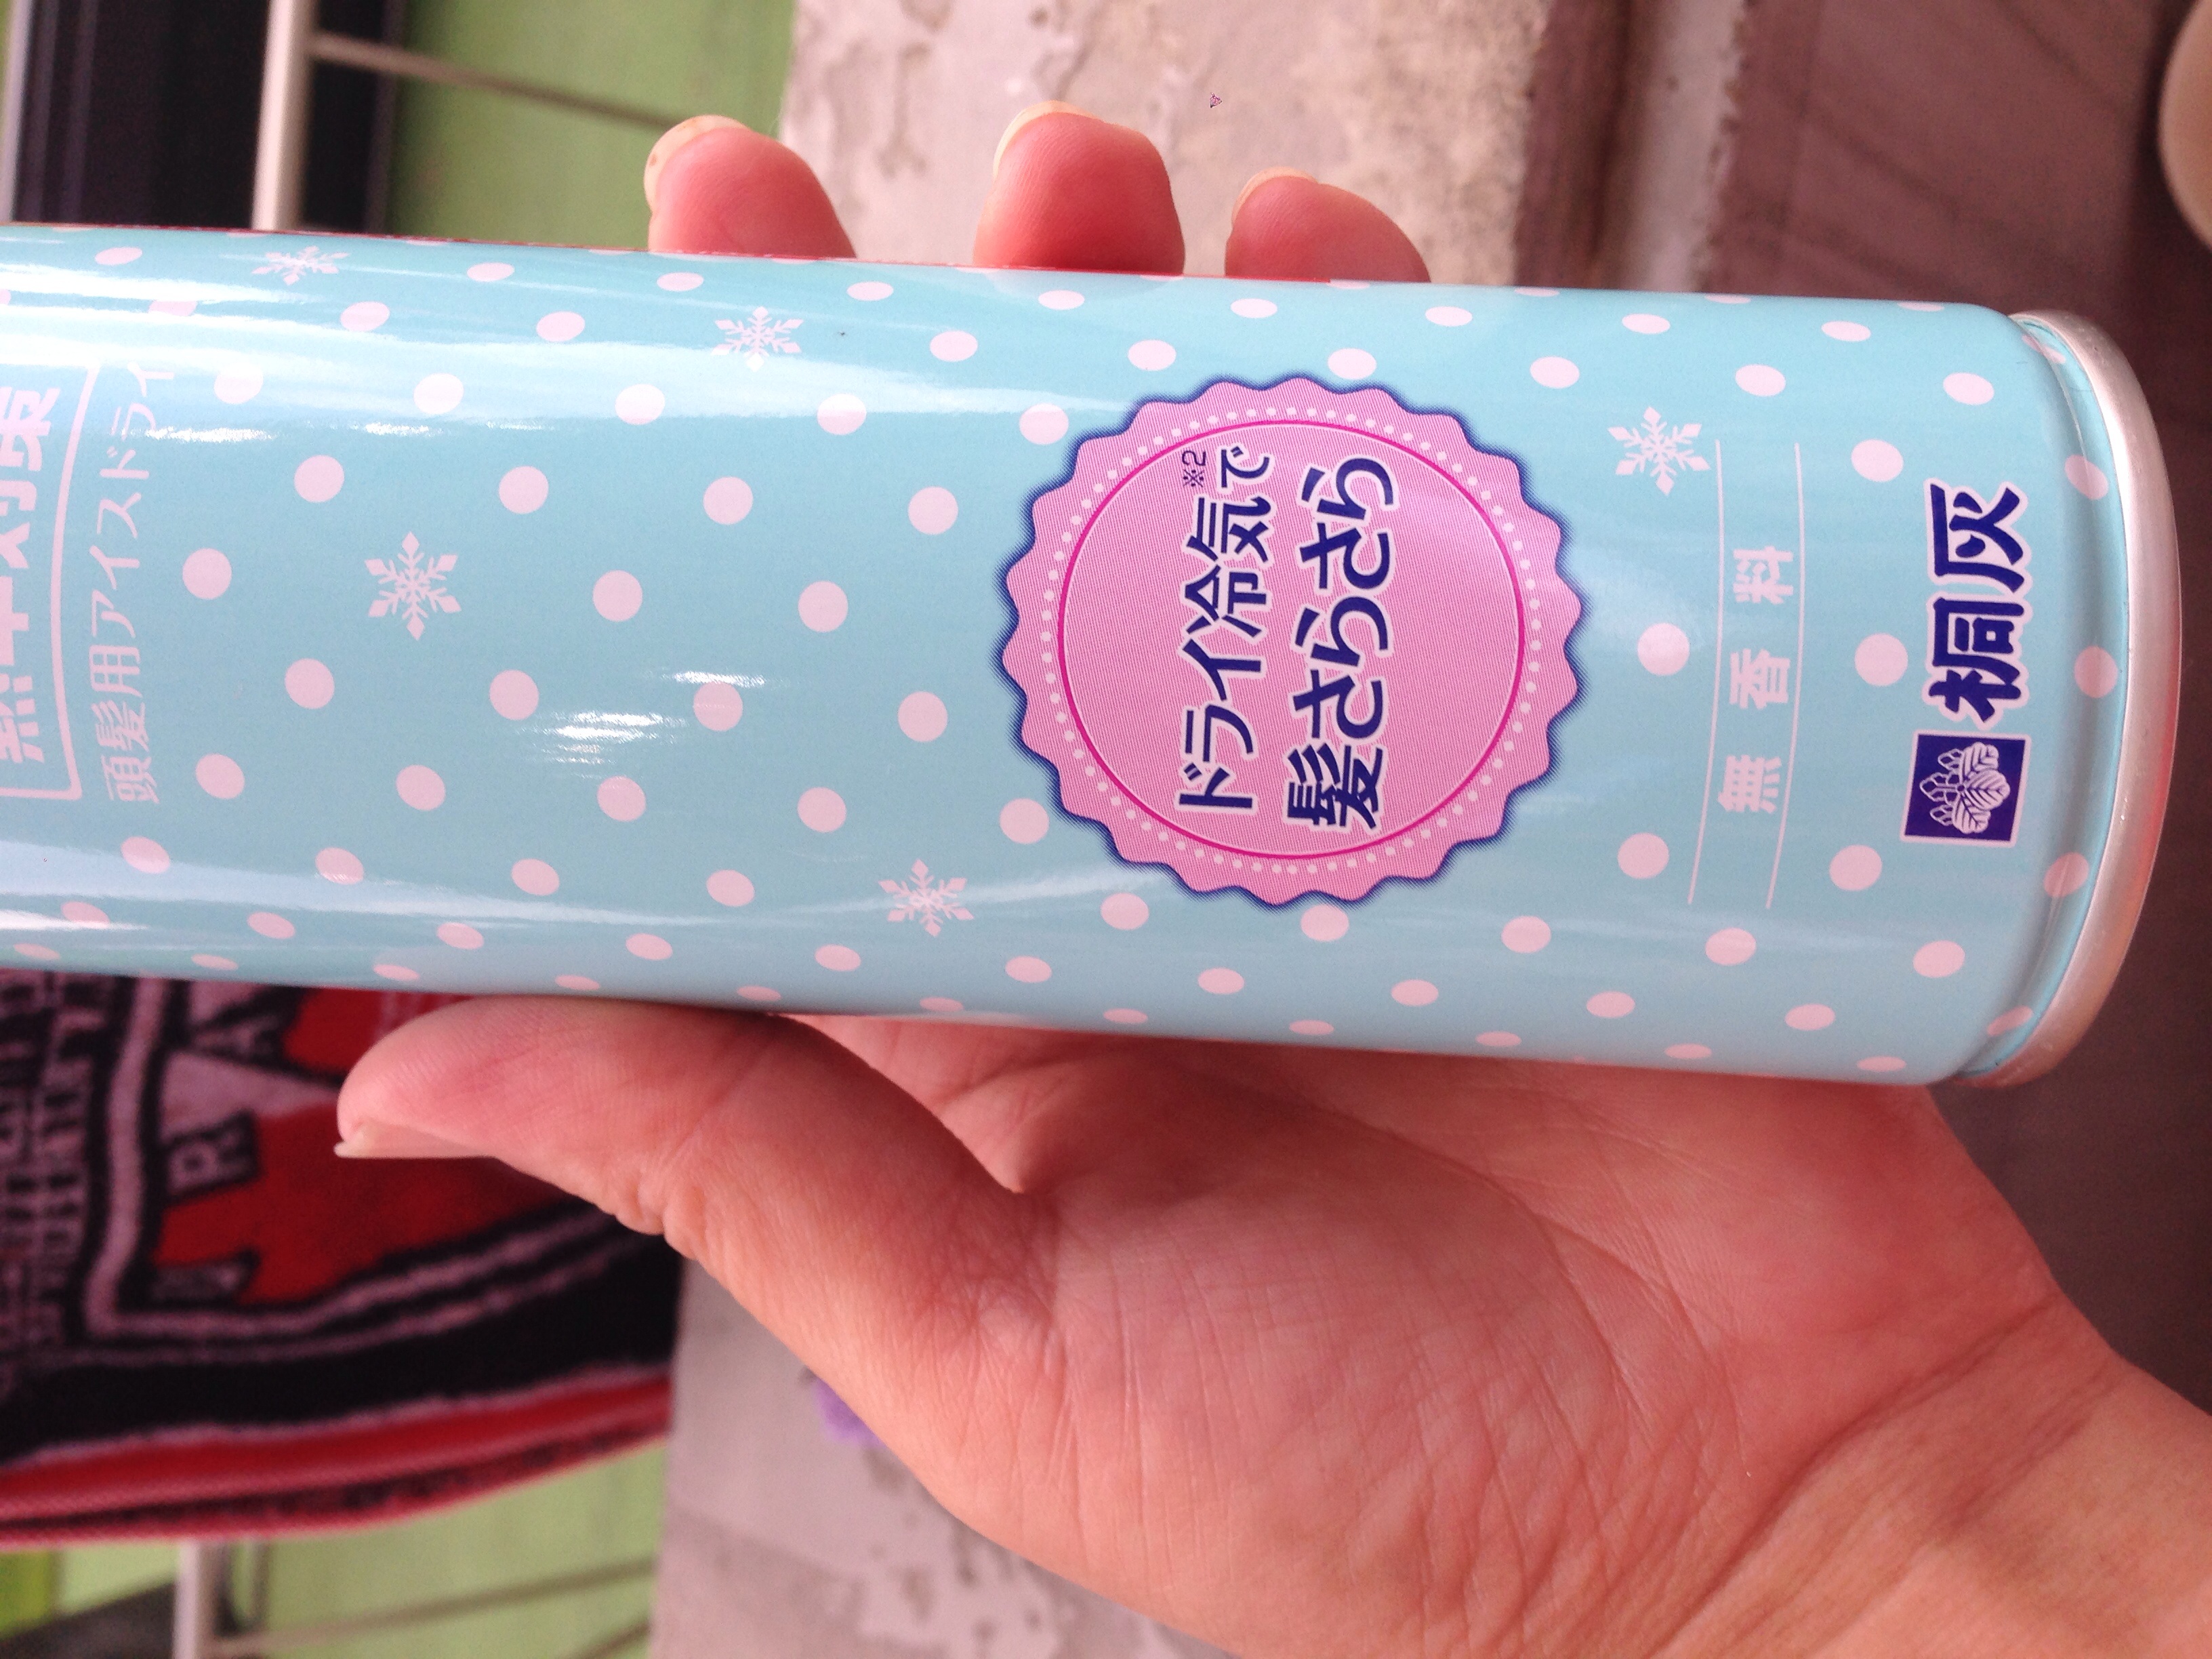 熱中対策
頭髪用アイスドライ
ドライ冷気で※2
髪さらさら
無香料
桐灰